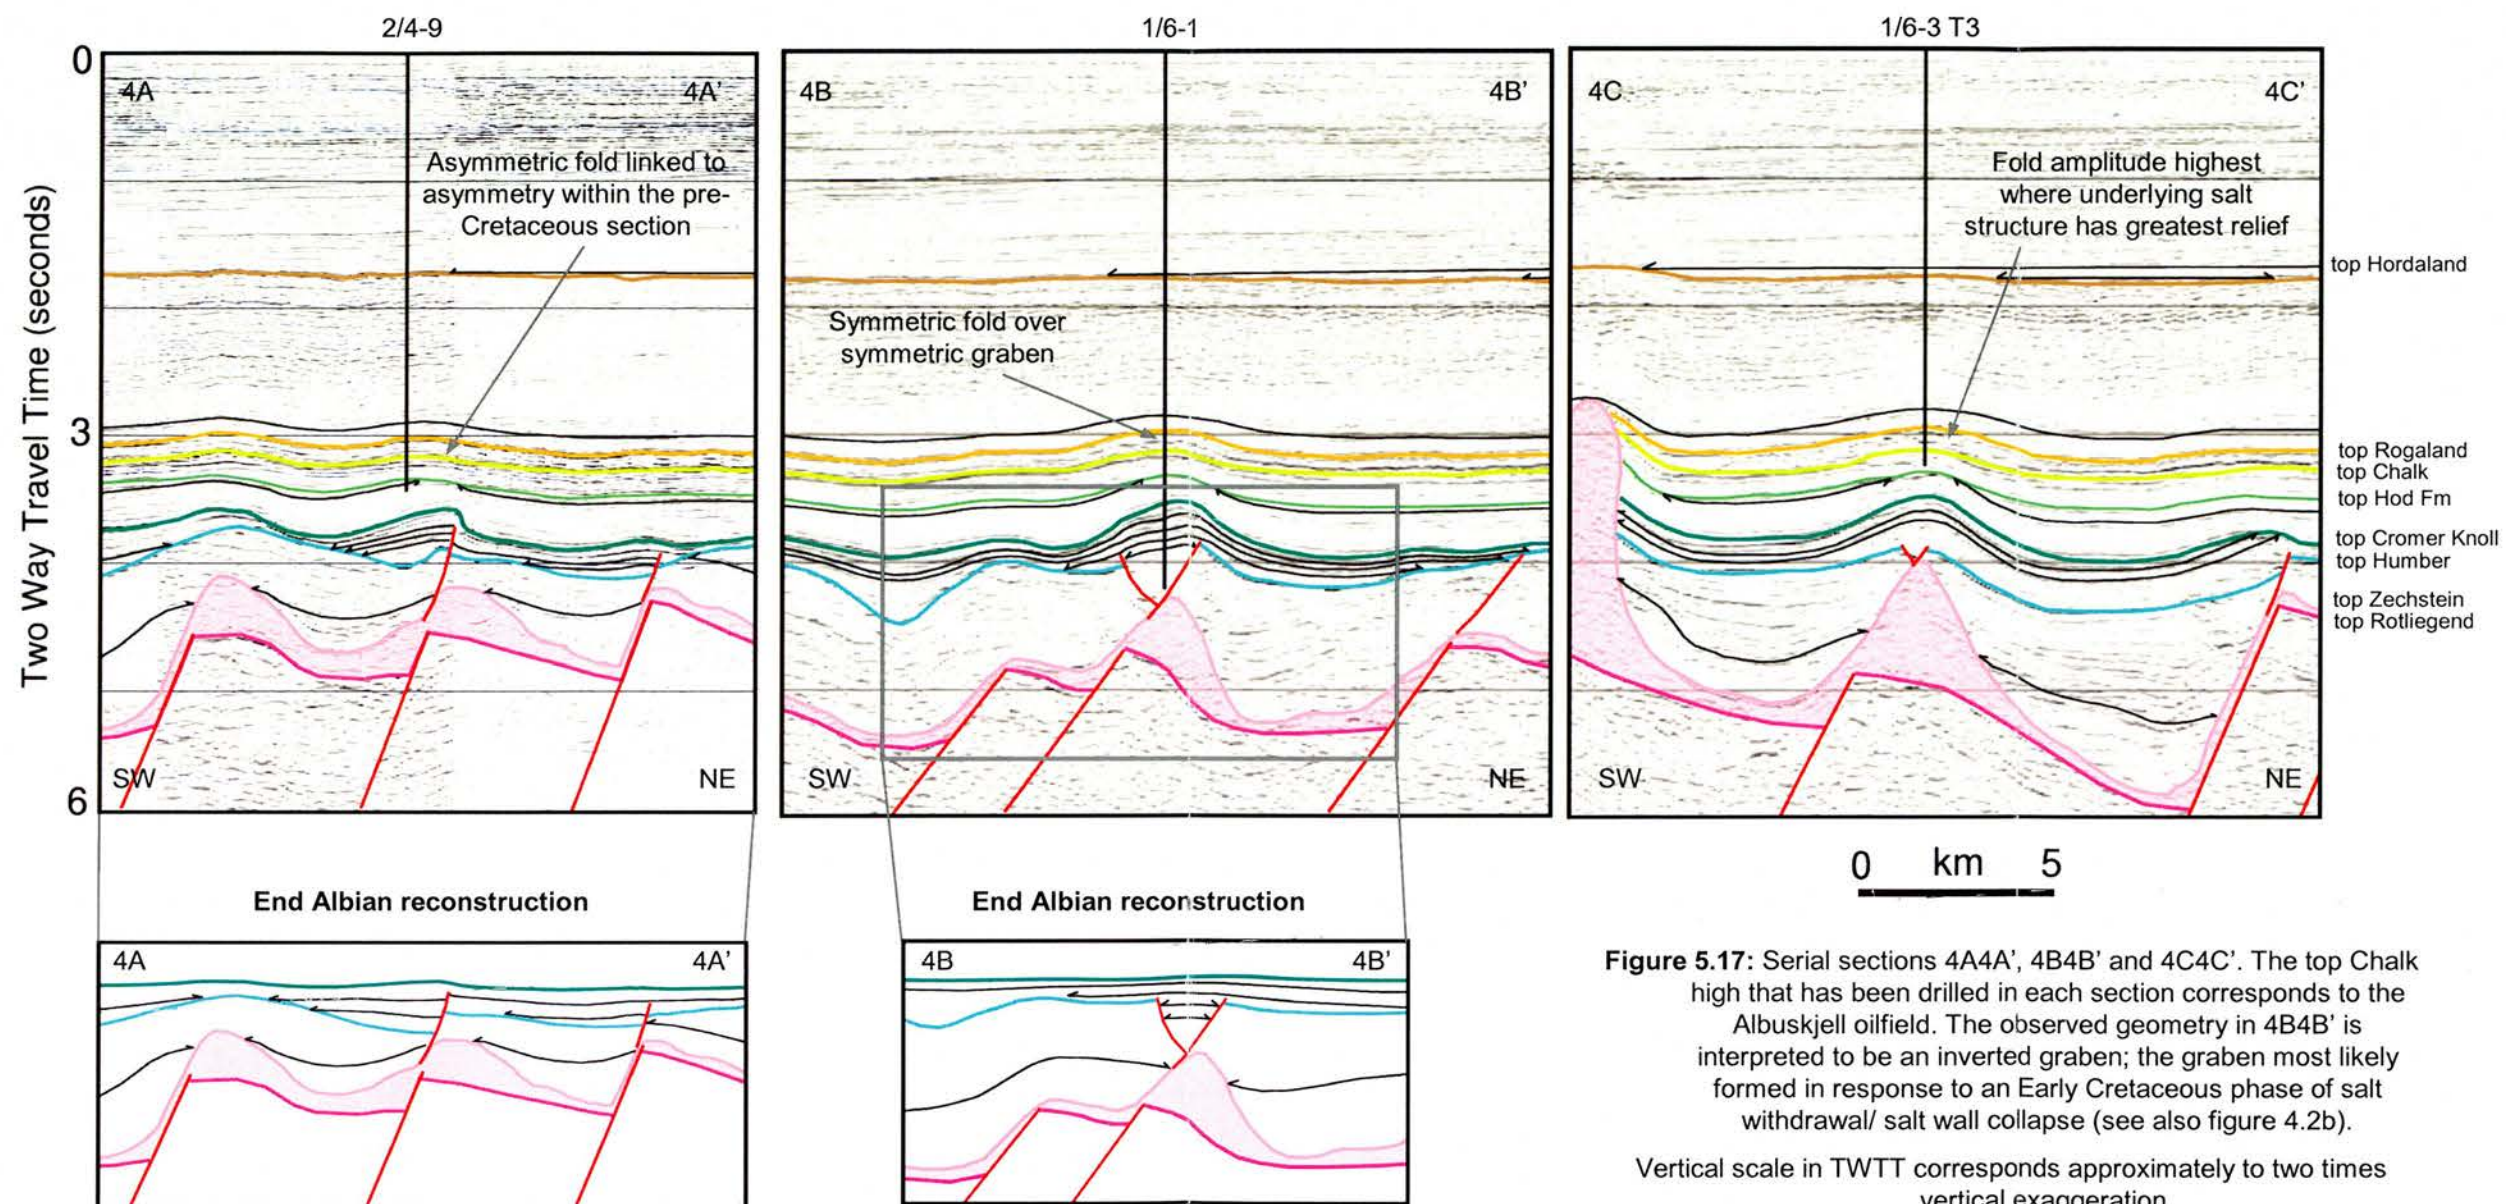 2/4-9
1/6-1
1/6-3 T3
Two Way Travel Time (seconds)
0
3
6
4A
4A'
Asymmetric fold linked to
asymmetry within the pre-
Cretaceous section
SW
NE
4B
4B'
Symmetric fold over
symmetric graben
SW
NE
4C
4C'
Fold amplitude highest
where underlying salt
structure has greatest relief
SW
NE
top Hordaland
top Rogaland
top Chalk
top Hod Fm
top Cromer Knoll
top Humber
top Zechstein
top Rotliegend
0 km 5
End Albian reconstruction
4A
4A'
End Albian reconstruction
4B
4B'
Figure 5.17: Serial sections 4A4A', 4B4B' and 4C4C'. The top Chalk
high that has been drilled in each section corresponds to the
Albuskjell oilfield. The observed geometry in 4B4B' is
interpreted to be an inverted graben; the graben most likely
formed in response to an Early Cretaceous phase of salt
withdrawal/ salt wall collapse (see also figure 4.2b).
Vertical scale in TWTT corresponds approximately to two times
vertical exaggeration